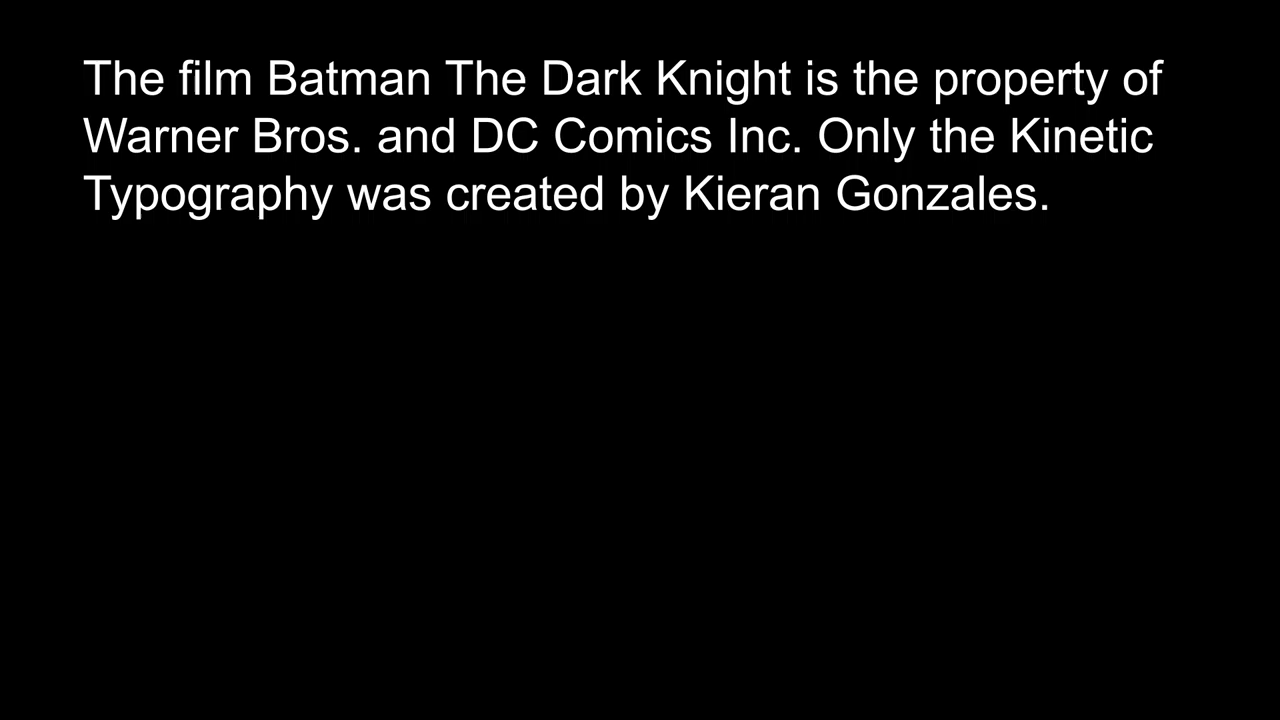 The film Batman The Dark Knight is the property of
Warner Bros. and DC Comics Inc. Only the Kinetic
Typography was created by Kieran Gonzales.